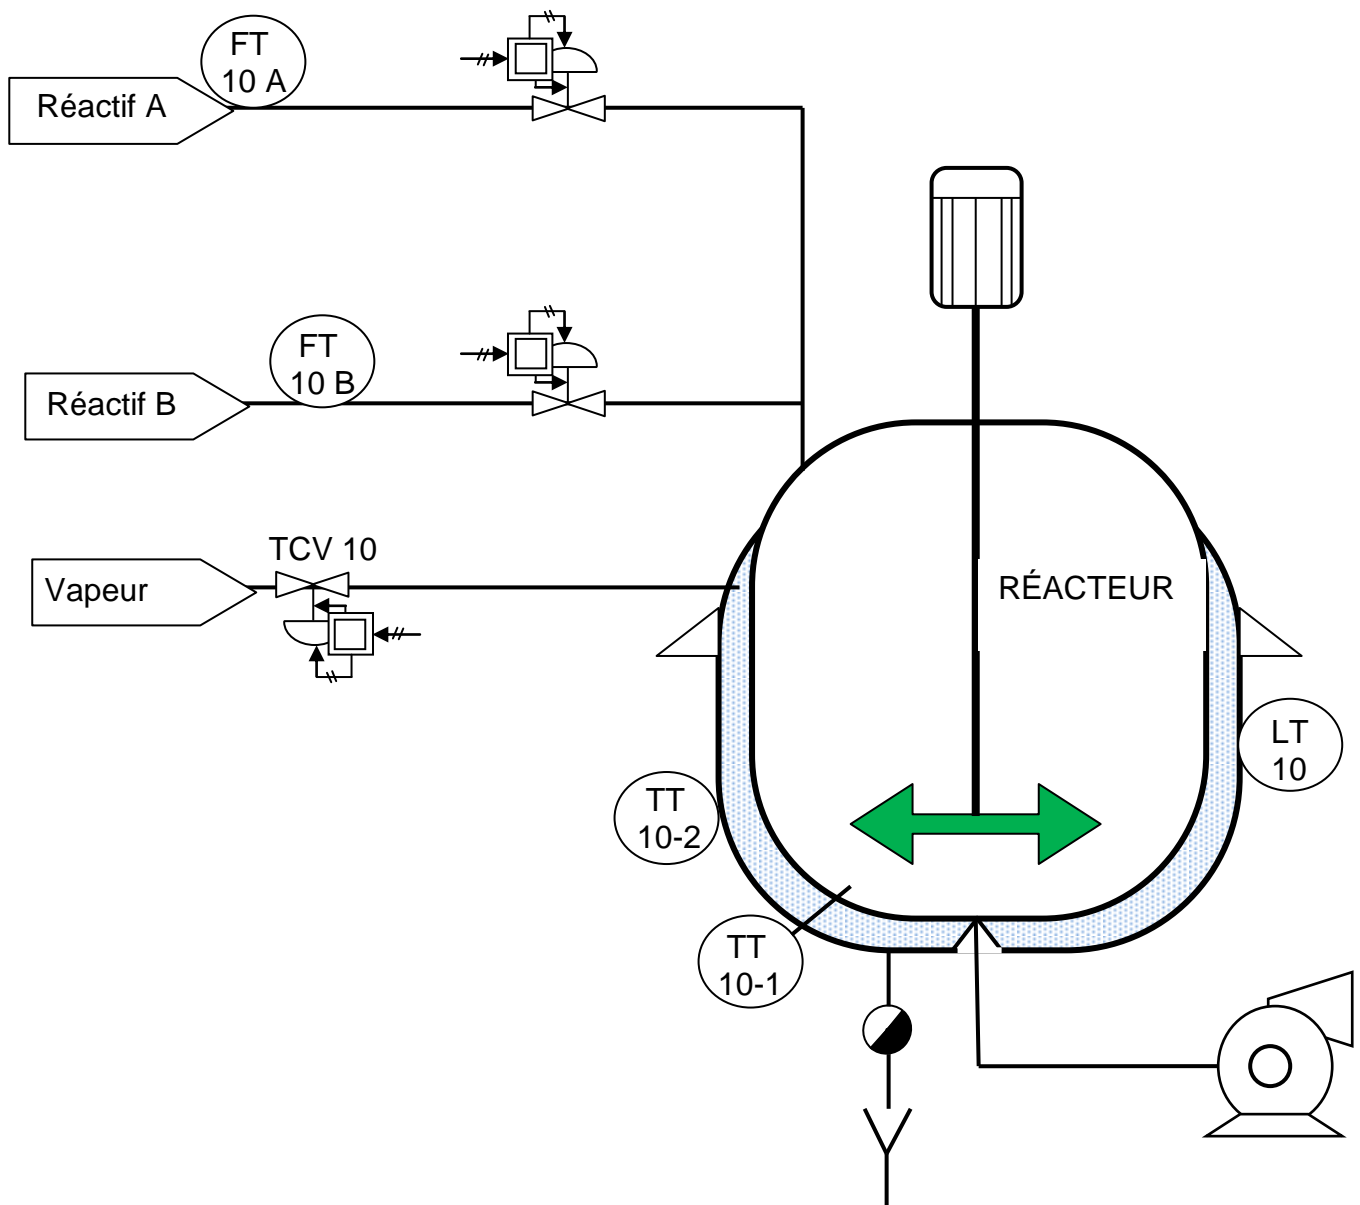 FT
10 A
Réactif A
FT
10 B
Réactif B
TCV 10
Vapeur
RÉACTEUR
LT
10
TT
10-2
TT
10-1